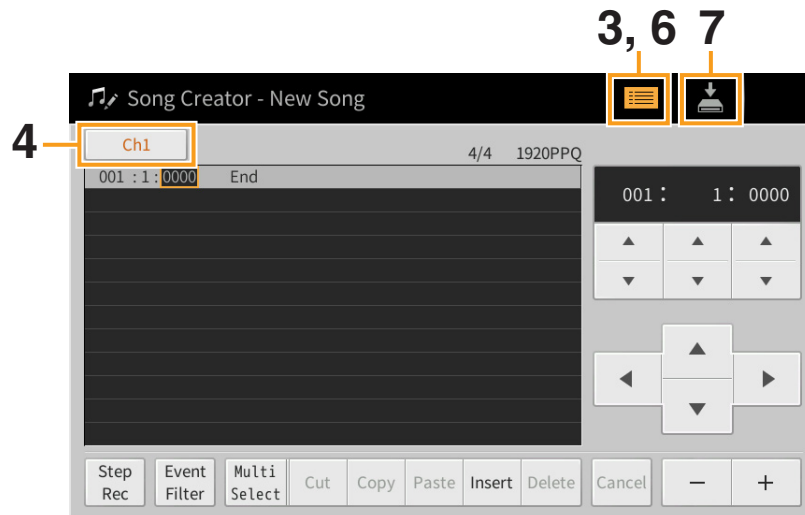 3, 6 7
Song Creator - New Song
4
Ch1
4/4 1920PPQ
001 : 1 : 0000 End
001 : 1 : 0000
Step Rec
Event Filter
Multi Select
Cut
Copy
Paste
Insert
Delete
Cancel
− +